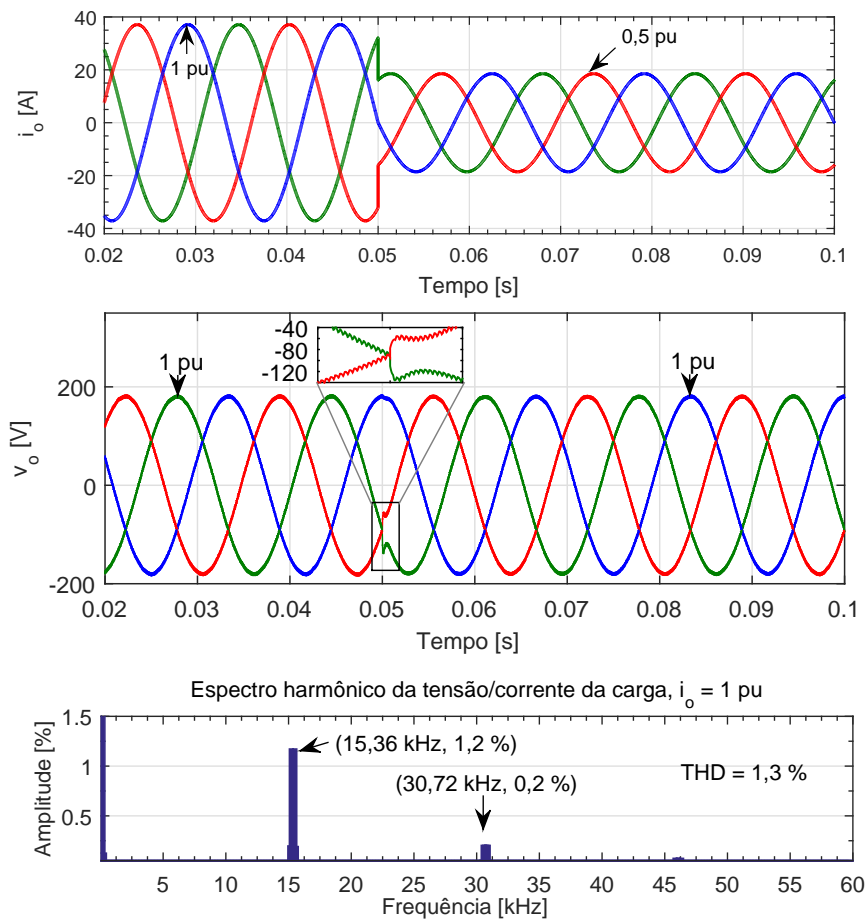 40
20
0
-20
-40
i_o [A]
1 pu
0,5 pu
0.02 0.03 0.04 0.05 0.06 0.07 0.08 0.09 0.1
Tempo [s]
-40
-80
-120
1 pu
1 pu
200
0
-200
v_o [V]
0.02 0.03 0.04 0.05 0.06 0.07 0.08 0.09 0.1
Tempo [s]
Espectro harmônico da tensão/corrente da carga, i_o = 1 pu
1.5
1
0.5
Amplitude [%]
(15,36 kHz, 1,2 %)
(30,72 kHz, 0,2 %)
THD = 1,3 %
5 10 15 20 25 30 35 40 45 50 55 60
Frequência [kHz]